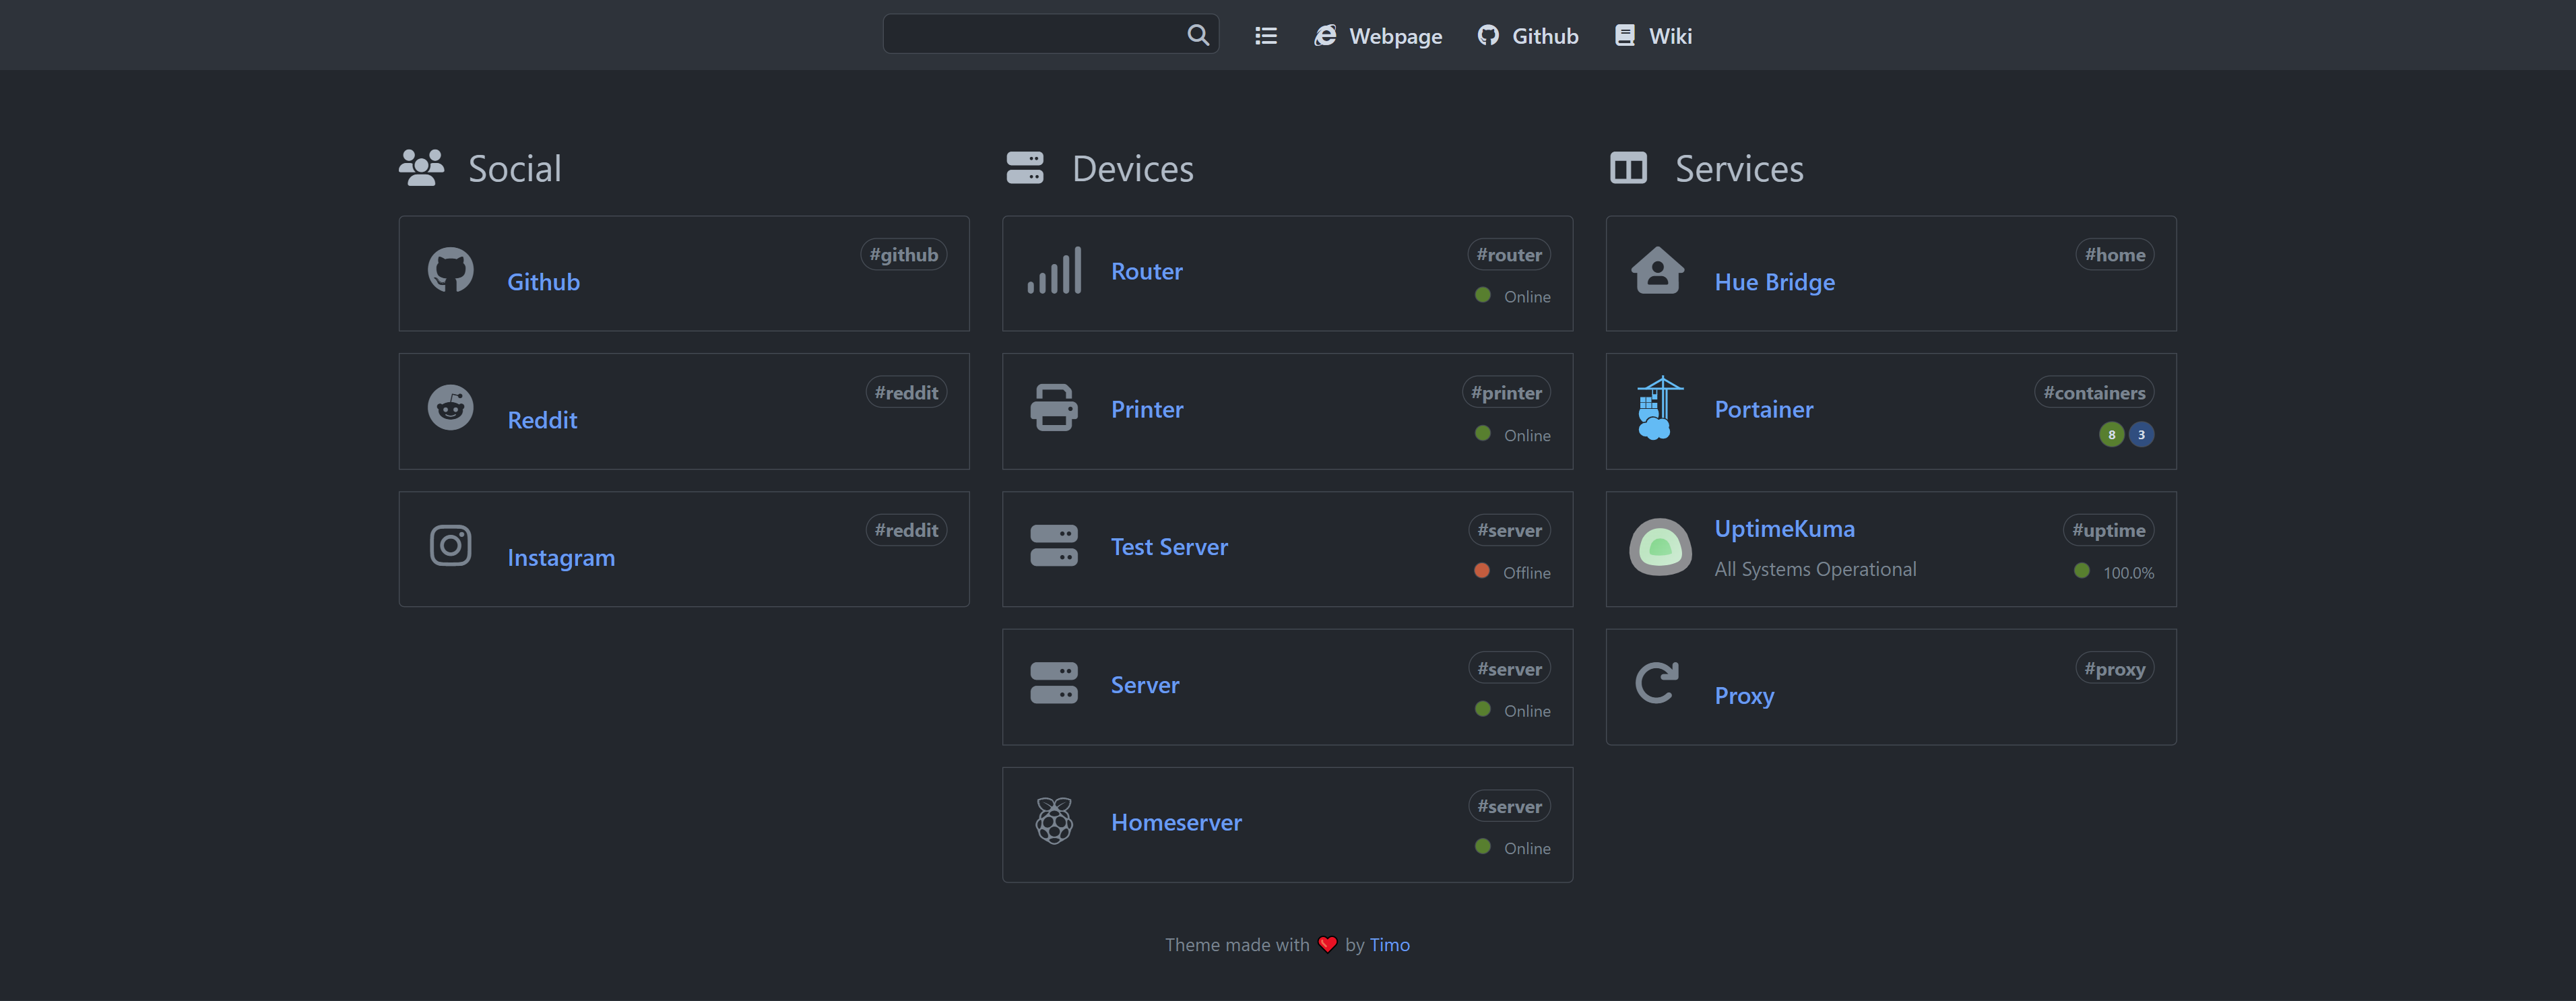 Webpage
Github
Wiki
Social
Github
#github
Reddit
#reddit
Instagram
#reddit
Devices
Router
#router
Online
Printer
#printer
Online
Test Server
#server
Offline
Server
#server
Online
Homeserver
#server
Online
Services
Hue Bridge
#home
Portainer
#containers
8 3
UptimeKuma
#uptime
All Systems Operational
100.0%
Proxy
#proxy
Theme made with ❤️ by Timo